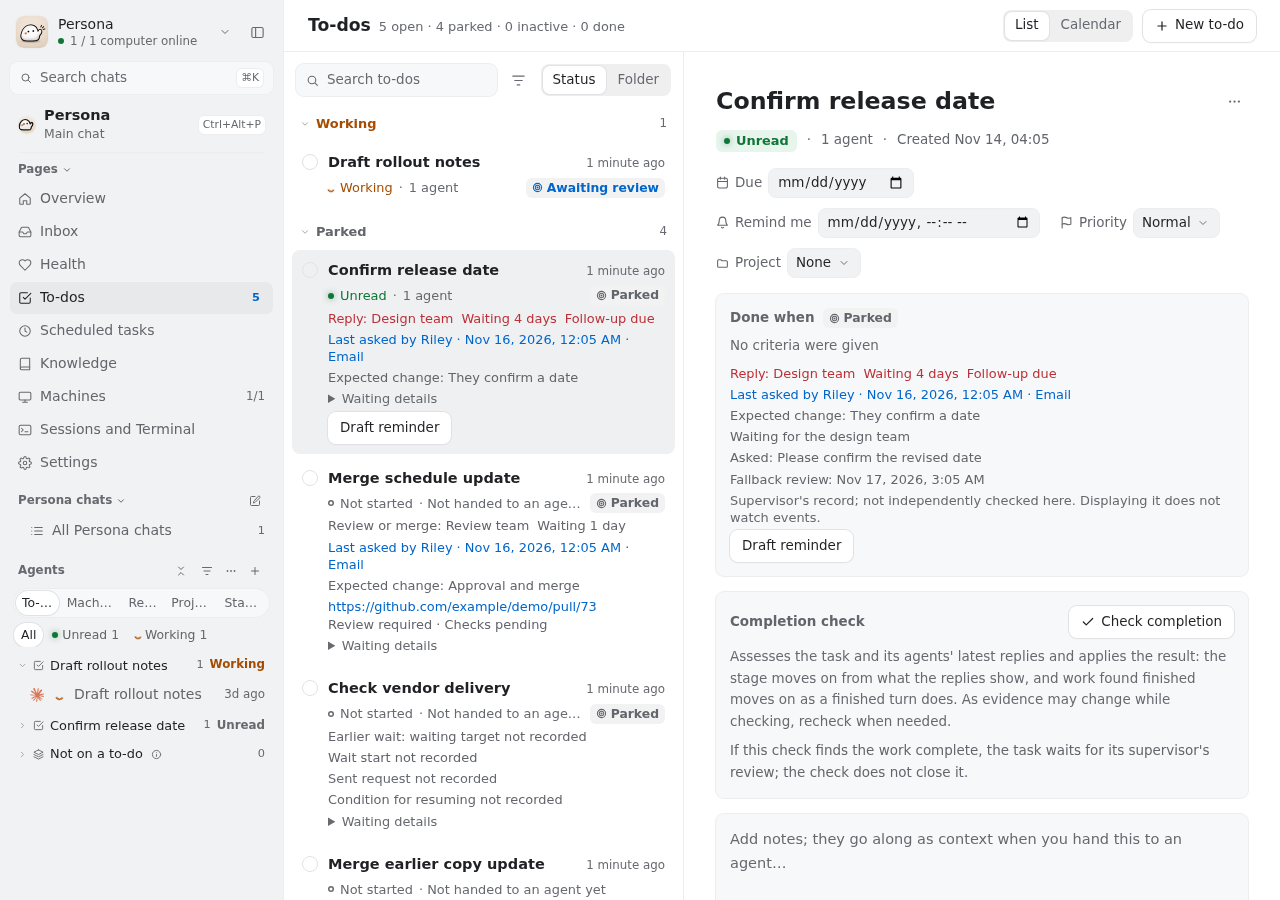 Persona
1 / 1 computer online
Search chats ⌘K
Persona
Main chat
Ctrl+Alt+P
Pages
Overview
Inbox
Health
To-dos 5
Scheduled tasks
Knowledge
Machines 1/1
Sessions and Terminal
Settings
Persona chats
All Persona chats 1
Agents
To-... Mach... Re... Proj... Sta...
All Unread 1 Working 1
Draft rollout notes 1 Working
Draft rollout notes 3d ago
Confirm release date 1 Unread
Not on a to-do 0
To-dos 5 open · 4 parked · 0 inactive · 0 done
List Calendar New to-do
Search to-dos Status Folder
Working 1
Draft rollout notes 1 minute ago
Working · 1 agent Awaiting review
Parked 4
Confirm release date 1 minute ago
Unread · 1 agent Parked
Reply: Design team Waiting 4 days Follow-up due
Last asked by Riley · Nov 16, 2026, 12:05 AM ·
Email
Expected change: They confirm a date
Waiting details
Draft reminder
Merge schedule update 1 minute ago
Not started · Not handed to an age... Parked
Review or merge: Review team Waiting 1 day
Last asked by Riley · Nov 16, 2026, 12:05 AM ·
Email
Expected change: Approval and merge
https://github.com/example/demo/pull/73
Review required · Checks pending
Waiting details
Check vendor delivery 1 minute ago
Not started · Not handed to an age... Parked
Earlier wait: waiting target not recorded
Wait start not recorded
Sent request not recorded
Condition for resuming not recorded
Waiting details
Merge earlier copy update 1 minute ago
Not started · Not handed to an agent yet
Confirm release date
Unread · 1 agent · Created Nov 14, 04:05
Due mm/dd/yyyy
Remind me mm/dd/yyyy, --:-- -- Priority Normal
Project None
Done when Parked
No criteria were given
Reply: Design team Waiting 4 days Follow-up due
Last asked by Riley · Nov 16, 2026, 12:05 AM · Email
Expected change: They confirm a date
Waiting for the design team
Asked: Please confirm the revised date
Fallback review: Nov 17, 2026, 3:05 AM
Supervisor's record; not independently checked here. Displaying it does not
watch events.
Draft reminder
Completion check Check completion
Assesses the task and its agents' latest replies and applies the result: the
stage moves on from what the replies show, and work found finished
moves on as a finished turn does. As evidence may change while
checking, recheck when needed.
If this check finds the work complete, the task waits for its supervisor's
review; the check does not close it.
Add notes; they go along as context when you hand this to an
agent...